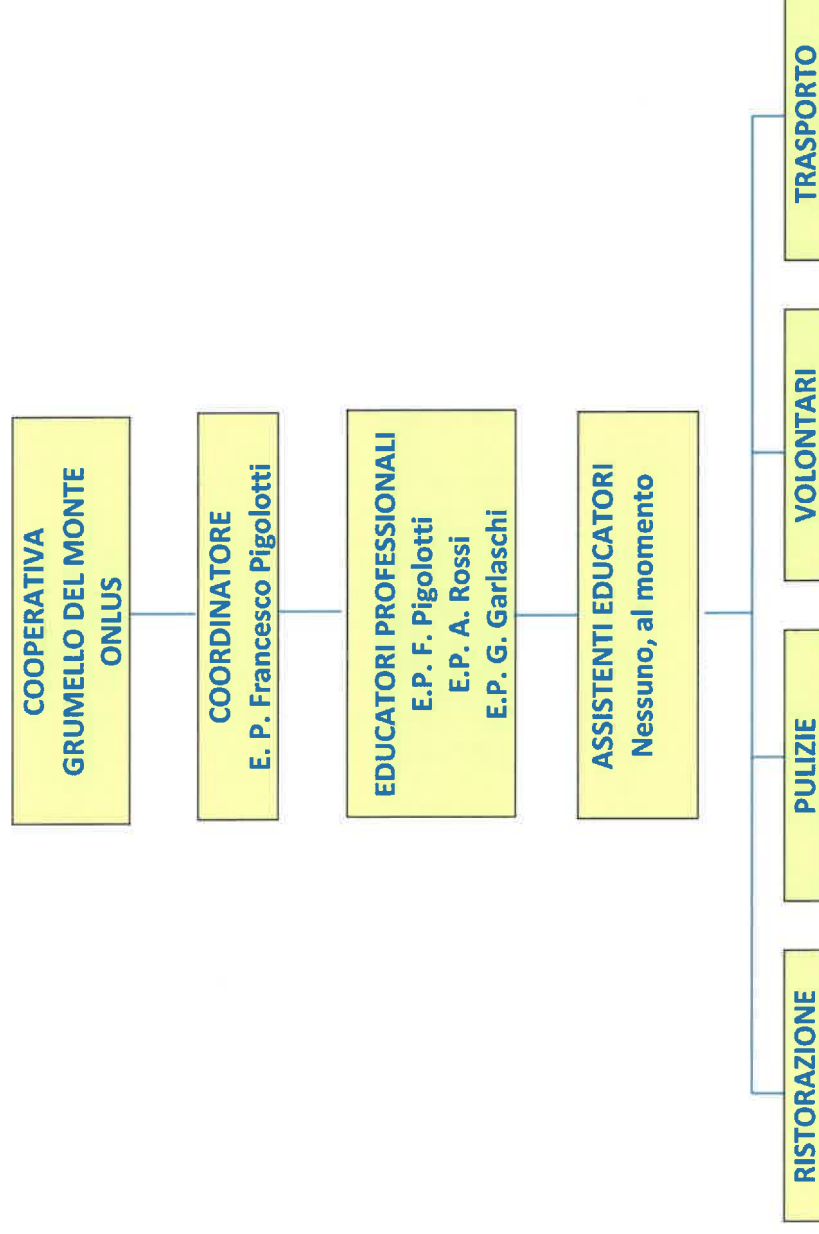 COOPERATIVA
GRUMELLO DEL MONTE
ONLUS
COORDINATORE
E. P. Francesco Pigolotti
EDUCATORI PROFESSIONALI
E.P. F. Pigolotti
E.P. A. Rossi
E.P. G. Garlaschi
ASSISTENTI EDUCATORI
Nessuno, al momento
RISTORAZIONE
PULIZIE
VOLONTARI
TRASPORTO